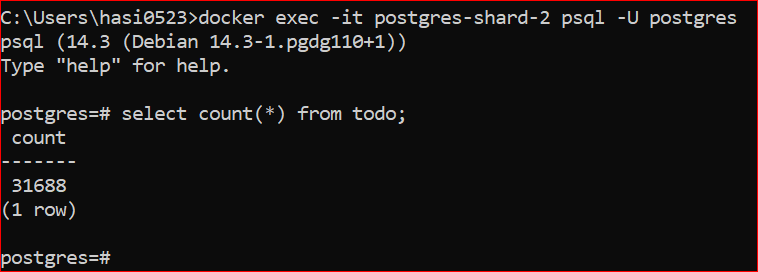 C:\Users\hasi0523>docker exec -it postgres-shard-2 psql -U postgres
psql (14.3 (Debian 14.3-1.pgdg110+1))
Type "help" for help.
postgres=# select count(*) from todo;
count
-------
31688
(1 row)
postgres=#